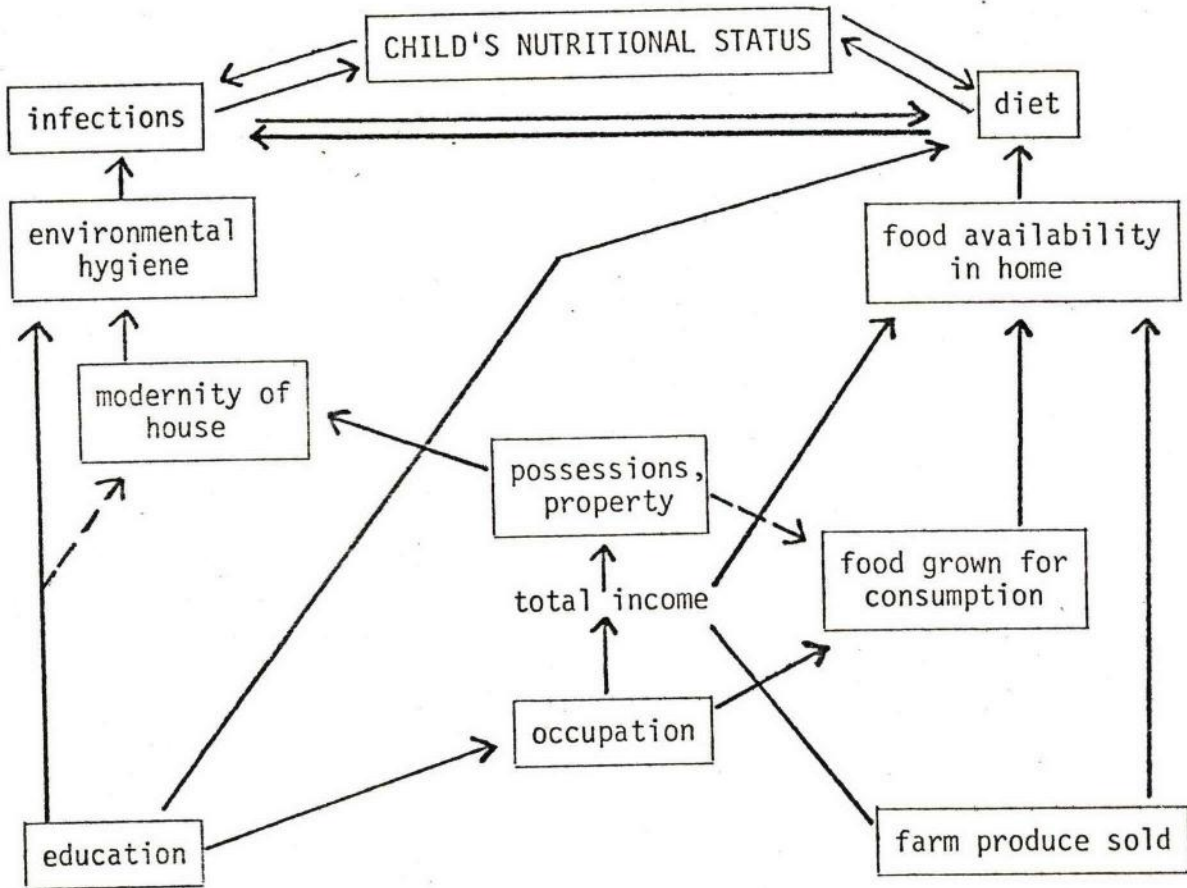 CHILD'S NUTRITIONAL STATUS
infections
diet
environmental
hygiene
food availability
in home
modernity of
house
possessions,
property
food grown for
consumption
total income
occupation
education
farm produce sold